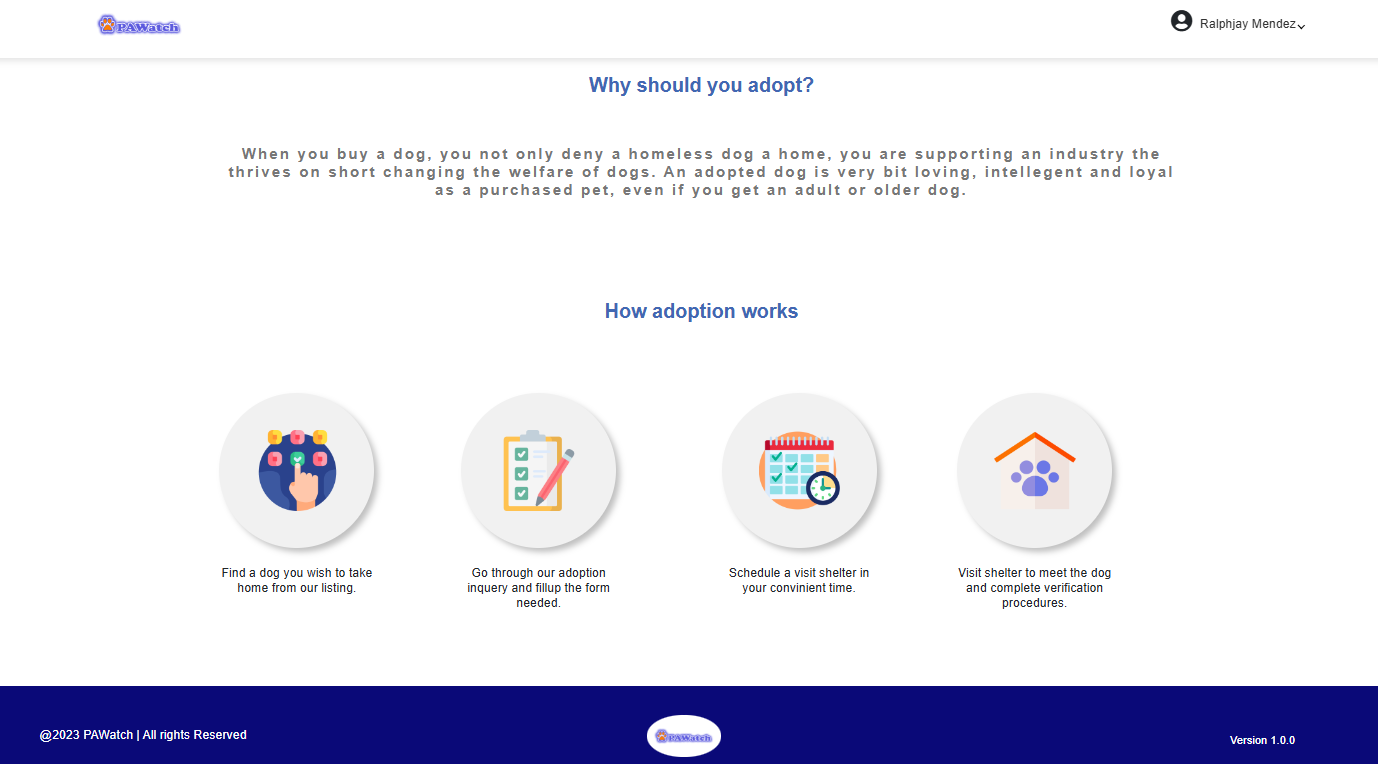 PAWatch
Ralphjay Mendez
Why should you adopt?
When you buy a dog, you not only deny a homeless dog a home, you are supporting an industry the
thrives on short changing the welfare of dogs. An adopted dog is very bit loving, intellegent and loyal
as a purchased pet, even if you get an adult or older dog.
How adoption works
Find a dog you wish to take
home from our listing.
Go through our adoption
inquery and fillup the form
needed.
Schedule a visit shelter in
your convinient time.
Visit shelter to meet the dog
and complete verification
procedures.
@2023 PAWatch | All rights Reserved
PAWatch
Version 1.0.0